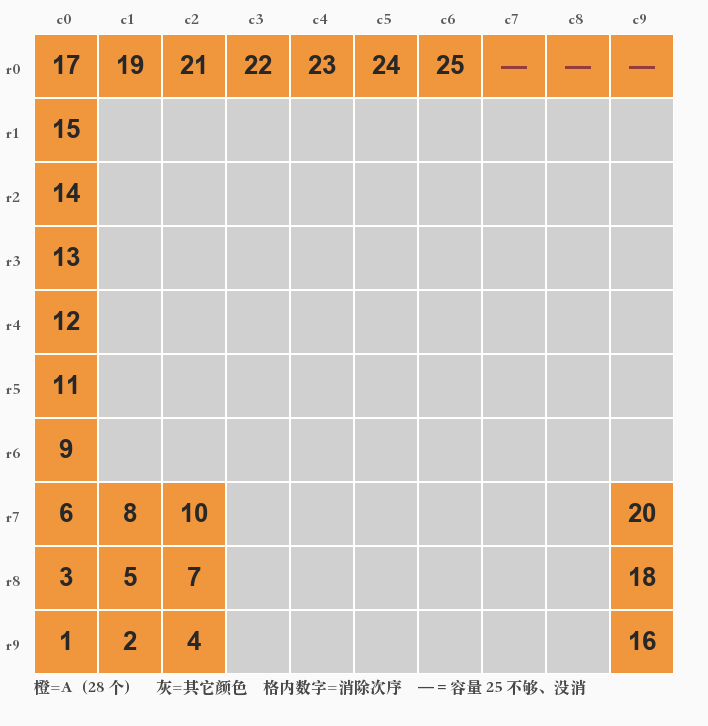 c0 c1 c2 c3 c4 c5 c6 c7 c8 c9
r0 17 19 21 22 23 24 25 — — —
r1 15
r2 14
r3 13
r4 12
r5 11
r6 9
r7 6 8 10 20
r8 3 5 7 18
r9 1 2 4 16
橙=A（28 个） 灰=其它颜色 格内数字=消除次序 — = 容量 25 不够、没消